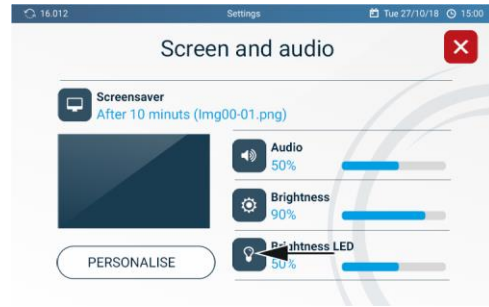 16.012 Settings Tue 27/10/18 15:00
Screen and audio
Screensaver
After 10 minuts (Img00-01.png)
Audio
50%
Brightness
90%
Brightness LED
50%
PERSONALISE